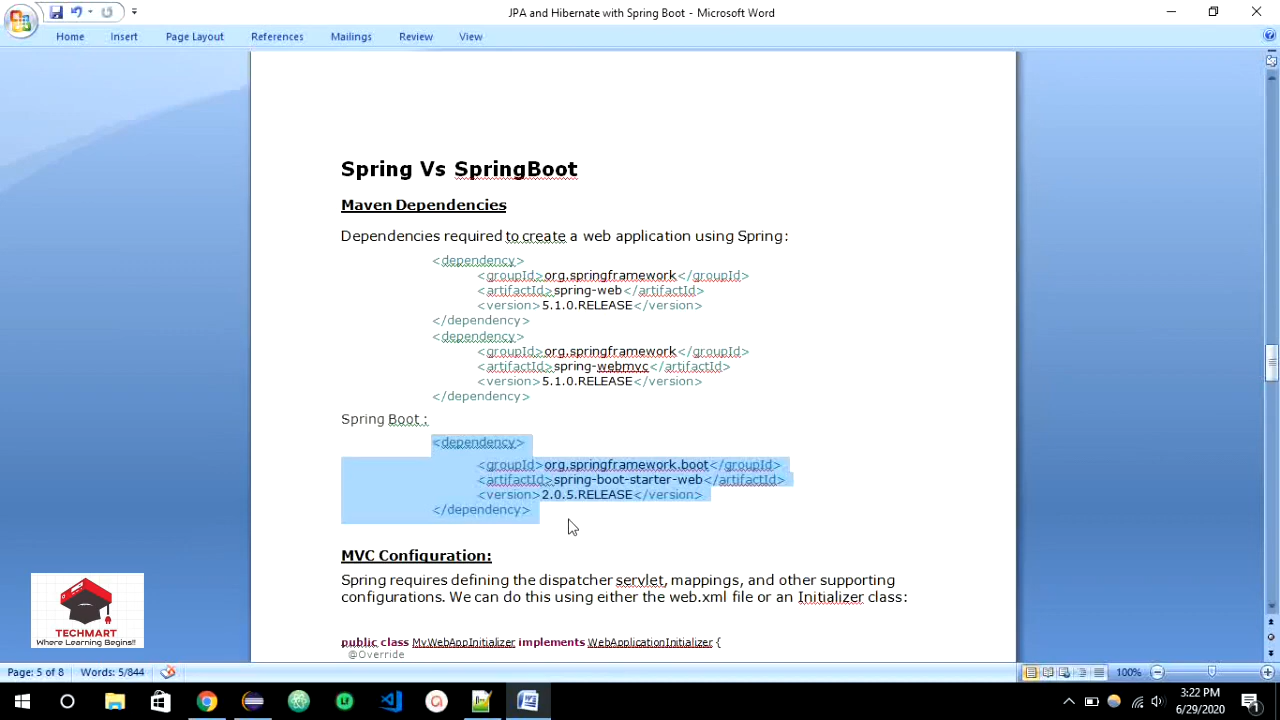 JPA and Hibernate with Spring Boot - Microsoft Word
Home Insert Page Layout References Mailings Review View
Spring Vs SpringBoot
Maven Dependencies
Dependencies required to create a web application using Spring:
<dependency>
<groupId>org.springframework</groupId>
<artifactId>spring-web</artifactId>
<version>5.1.0.RELEASE</version>
</dependency>
<dependency>
<groupId>org.springframework</groupId>
<artifactId>spring-webmvc</artifactId>
<version>5.1.0.RELEASE</version>
</dependency>
Spring Boot :
<dependency>
<groupId>org.springframework.boot</groupId>
<artifactId>spring-boot-starter-web</artifactId>
<version>2.0.5.RELEASE</version>
</dependency>
MVC Configuration:
Spring requires defining the dispatcher servlet, mappings, and other supporting
configurations. We can do this using either the web.xml file or an Initializer class:
public class MyWebAppInitializer implements WebApplicationInitializer {
@Override
TECHMART
Where Learning Begins!!
Page: 5 of 8 Words: 5/844 100%
3:22 PM
6/29/2020